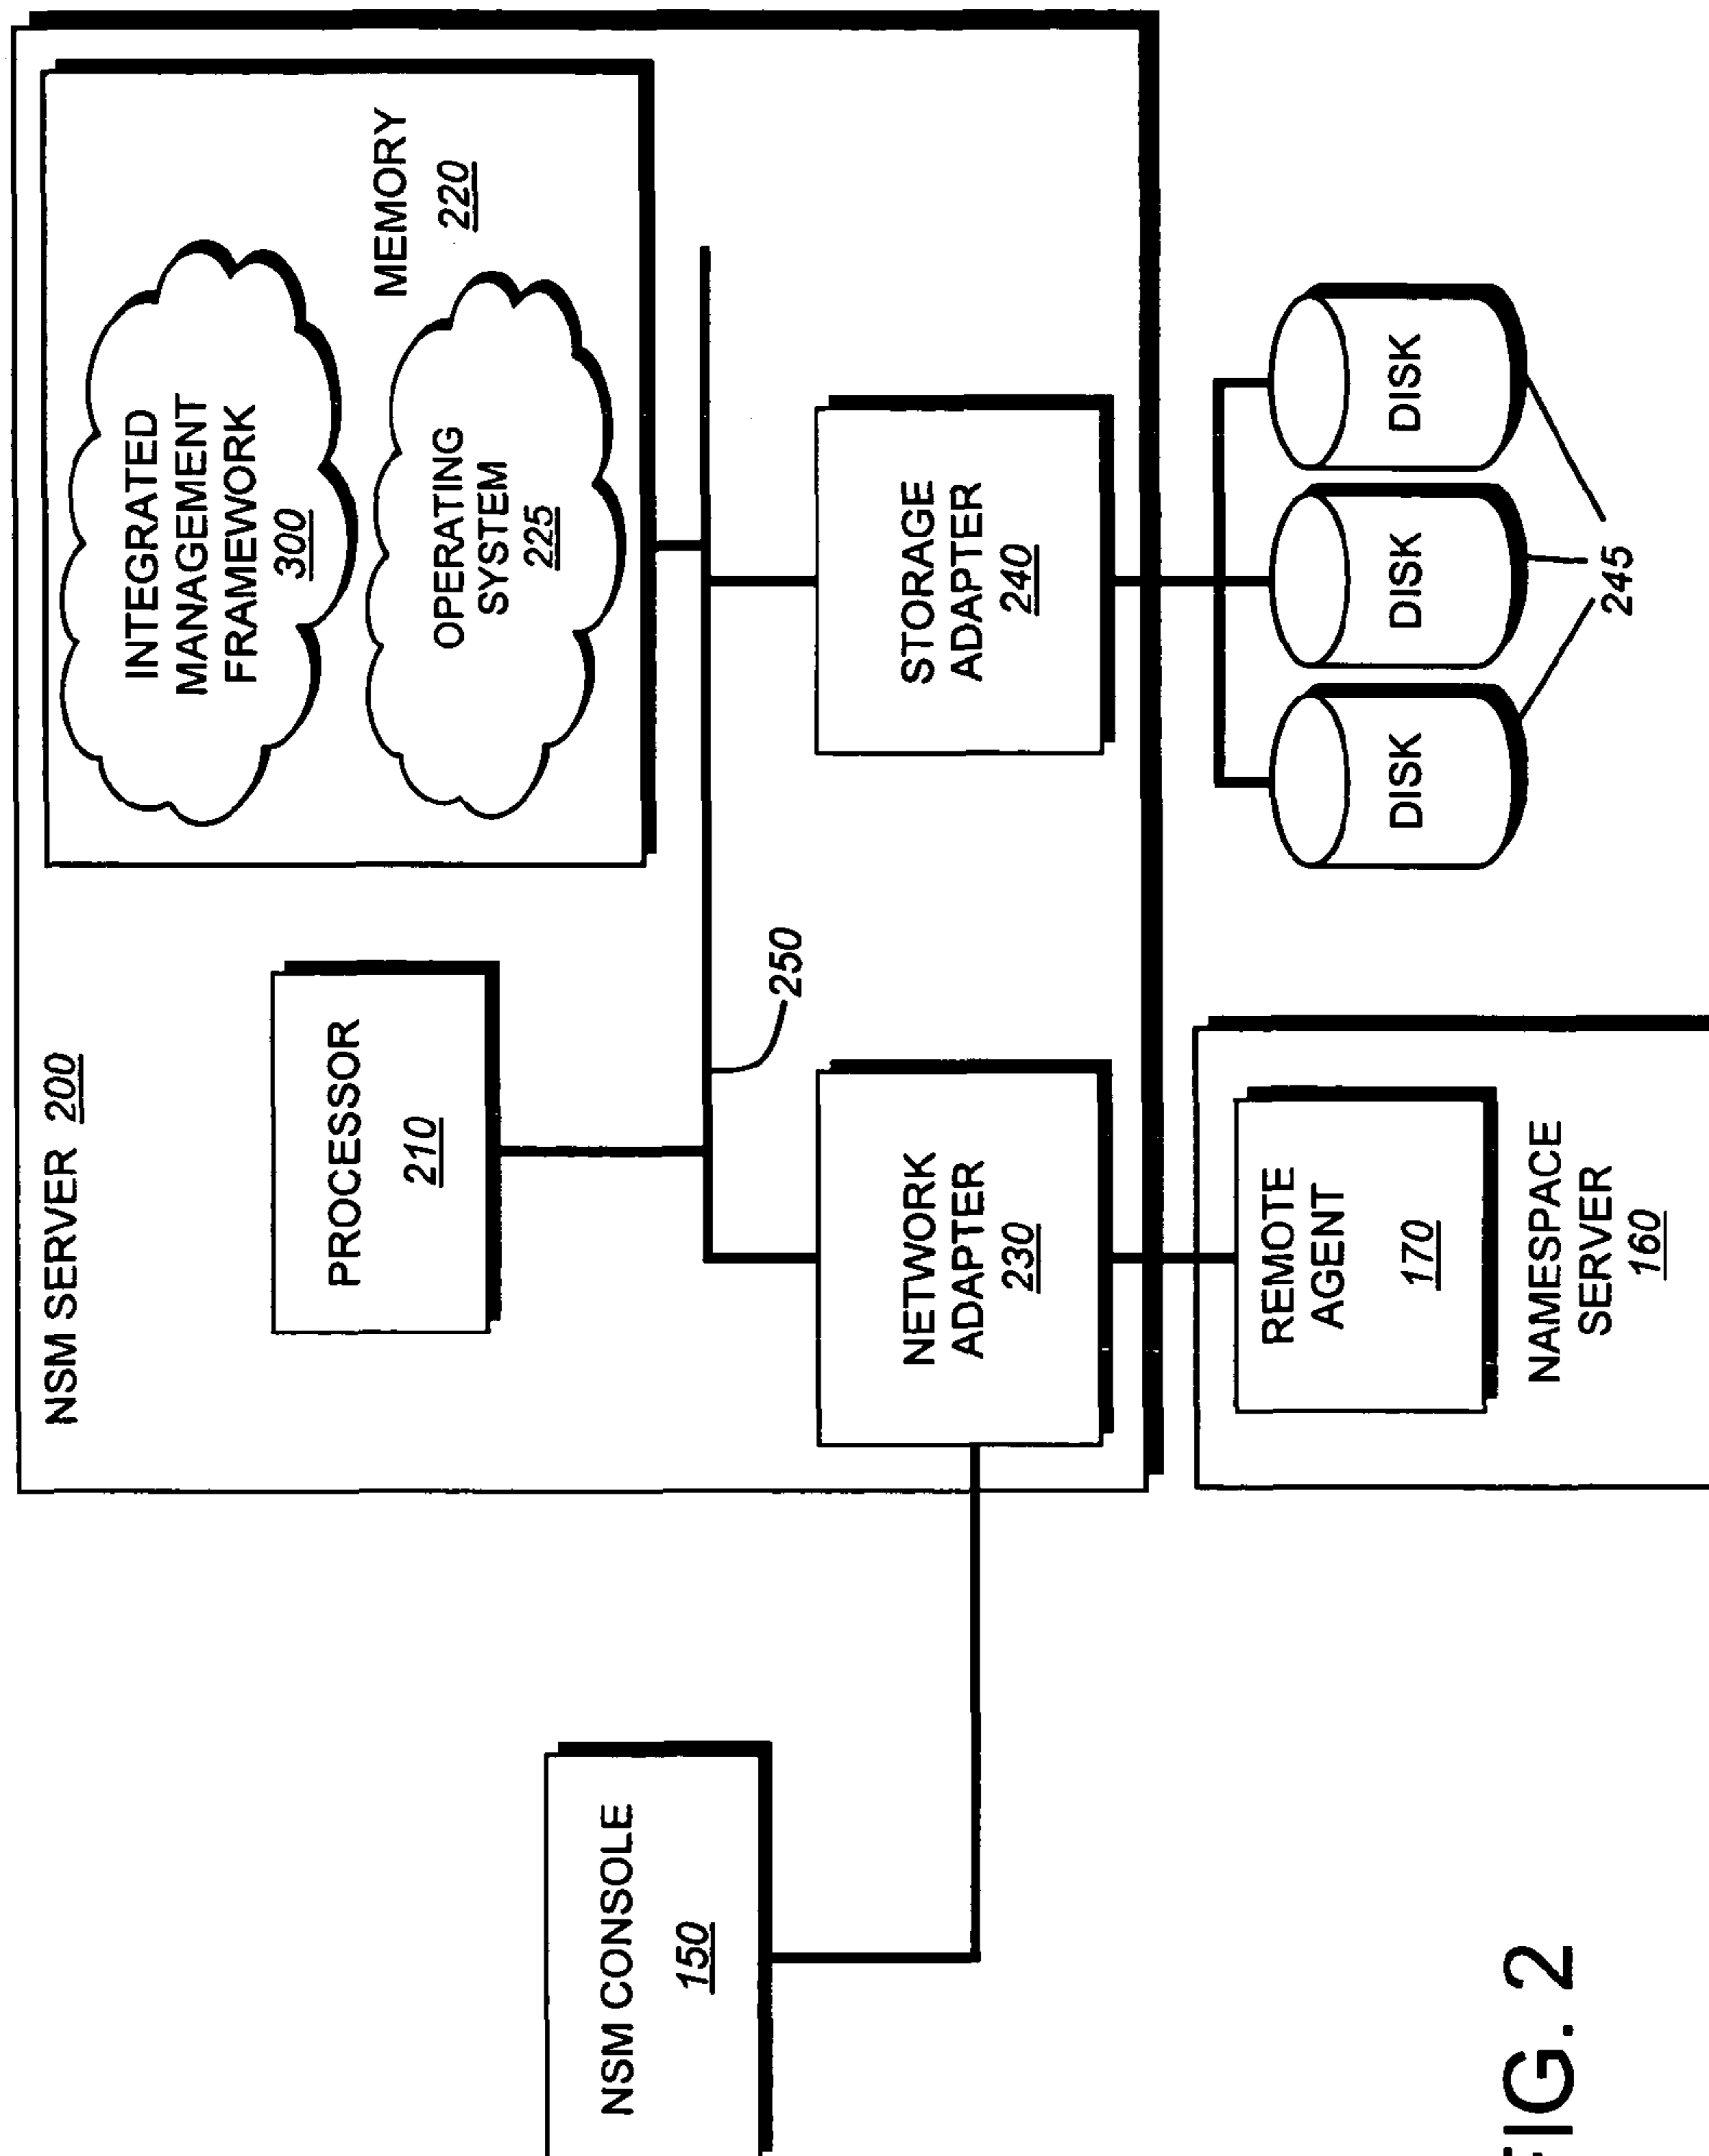 NSM SERVER 200
INTEGRATED
MANAGEMENT
FRAMEWORK
300
PROCESSOR
210
MEMORY
220
OPERATING
SYSTEM
225
NSM CONSOLE
150
250
NETWORK
ADAPTER
230
STORAGE
ADAPTER
240
REMOTE
AGENT
170
NAMESPACE
SERVER
160
DISK
DISK
DISK
245
FIG. 2